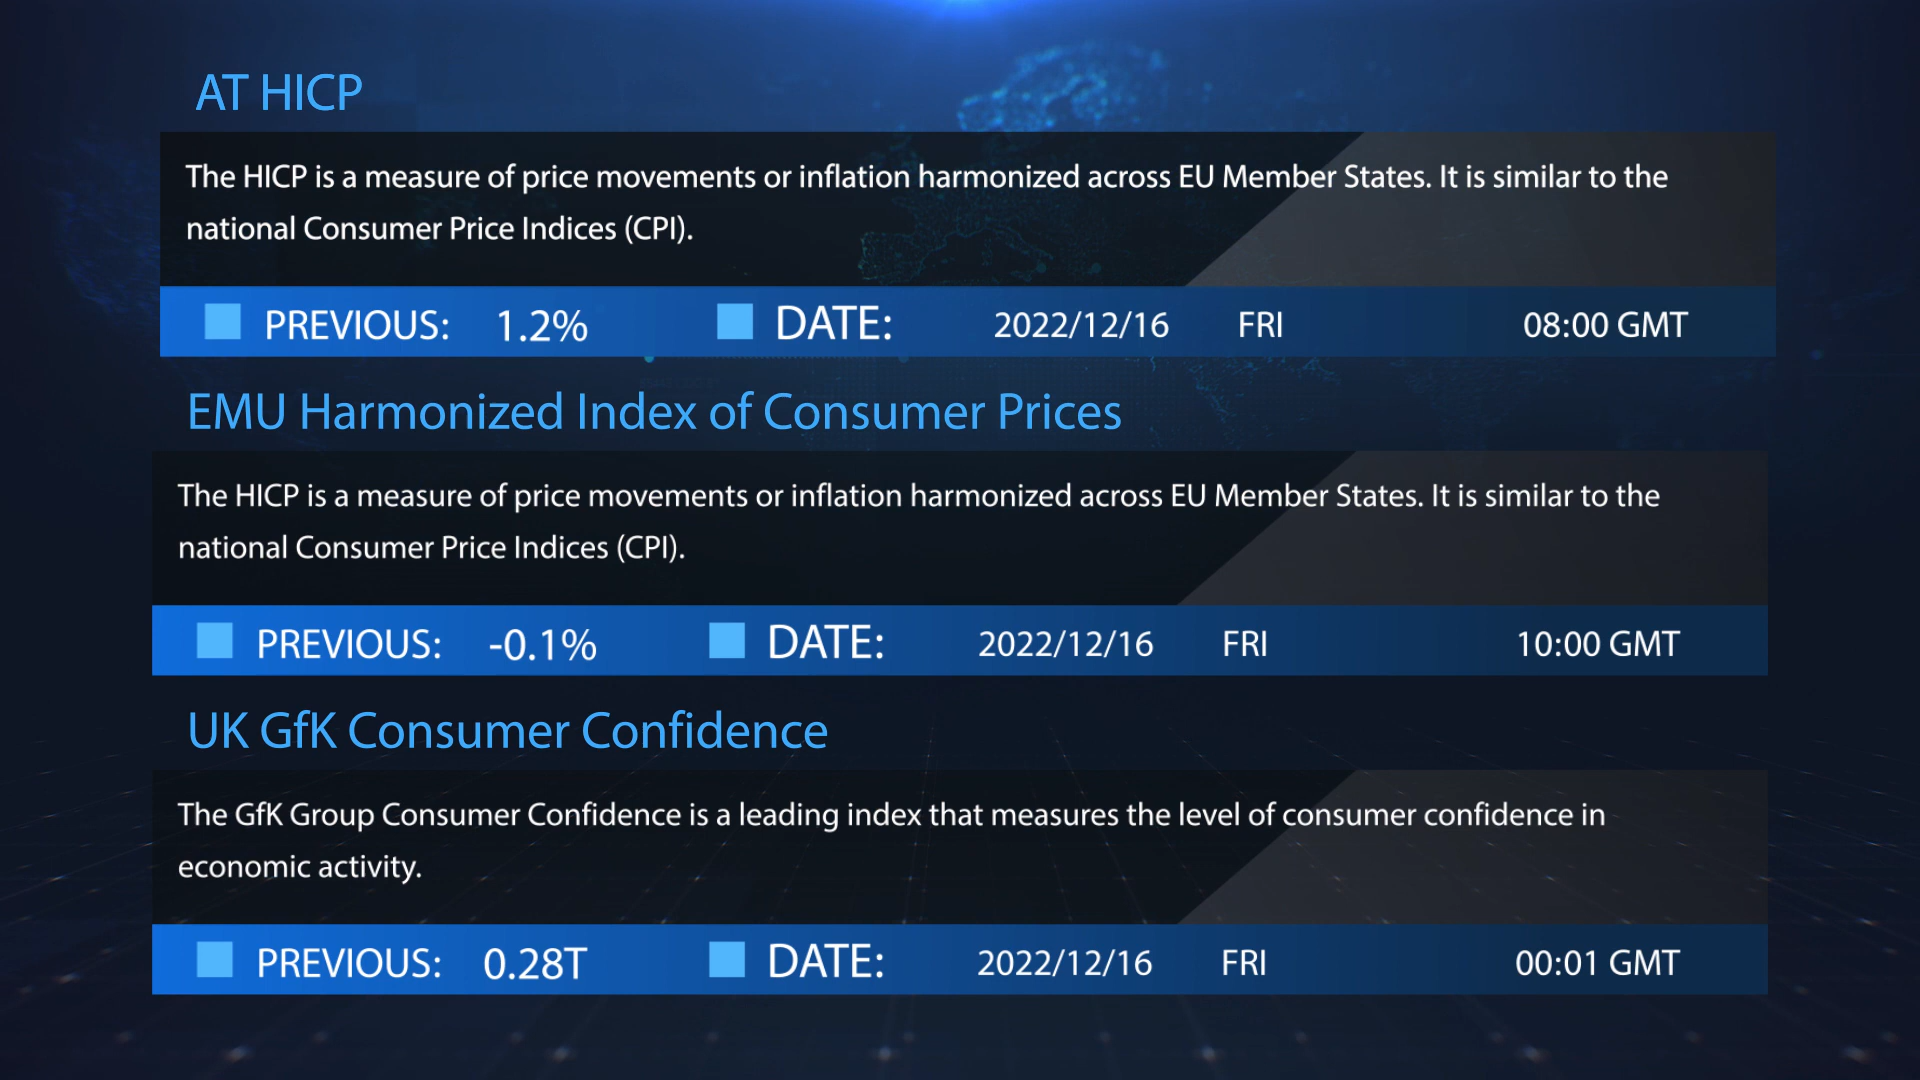 AT HICP
The HICP is a measure of price movements or inflation harmonized across EU Member States. It is similar to the
national Consumer Price Indices (CPI).
PREVIOUS: 1.2% DATE: 2022/12/16 FRI 08:00 GMT
EMU Harmonized Index of Consumer Prices
The HICP is a measure of price movements or inflation harmonized across EU Member States. It is similar to the
national Consumer Price Indices (CPI).
PREVIOUS: -0.1% DATE: 2022/12/16 FRI 10:00 GMT
UK GfK Consumer Confidence
The GfK Group Consumer Confidence is a leading index that measures the level of consumer confidence in
economic activity.
PREVIOUS: 0.28T DATE: 2022/12/16 FRI 00:01 GMT